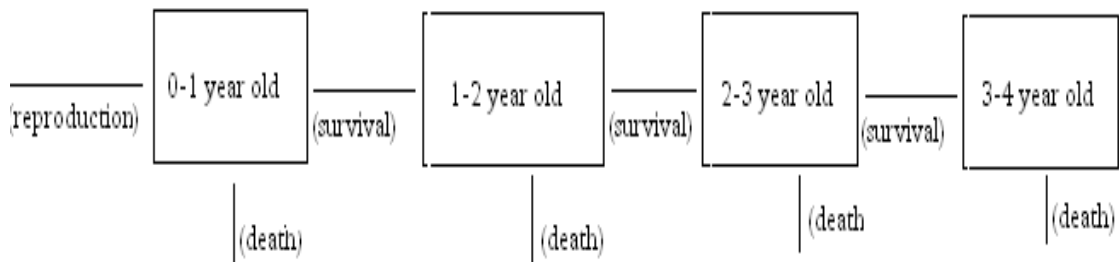 0-1 year old
1-2 year old
2-3 year old
3-4 year old
(reproduction)
(survival)
(survival)
(survival)
(death)
(death)
(death
(death)